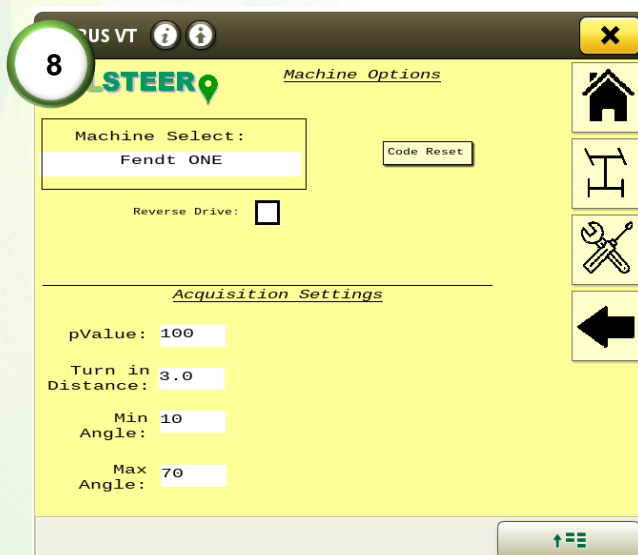 8
US VT
LSTEER
Machine Options
Machine Select:
Fendt ONE
Code Reset
Reverse Drive:
Acquisition Settings
pValue: 100
Turn in
Distance: 3.0
Min
Angle: 10
Max
Angle: 70